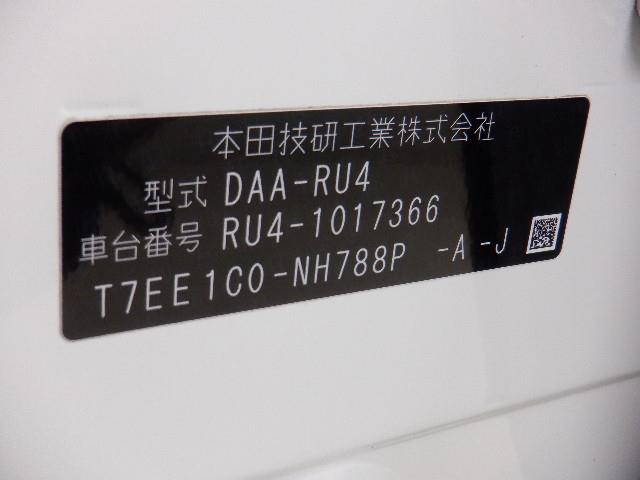 本田技研工業株式会社
型式 DAA-RU4
車台番号 RU4-1017366
T7EE1C0-NH788P -A -J